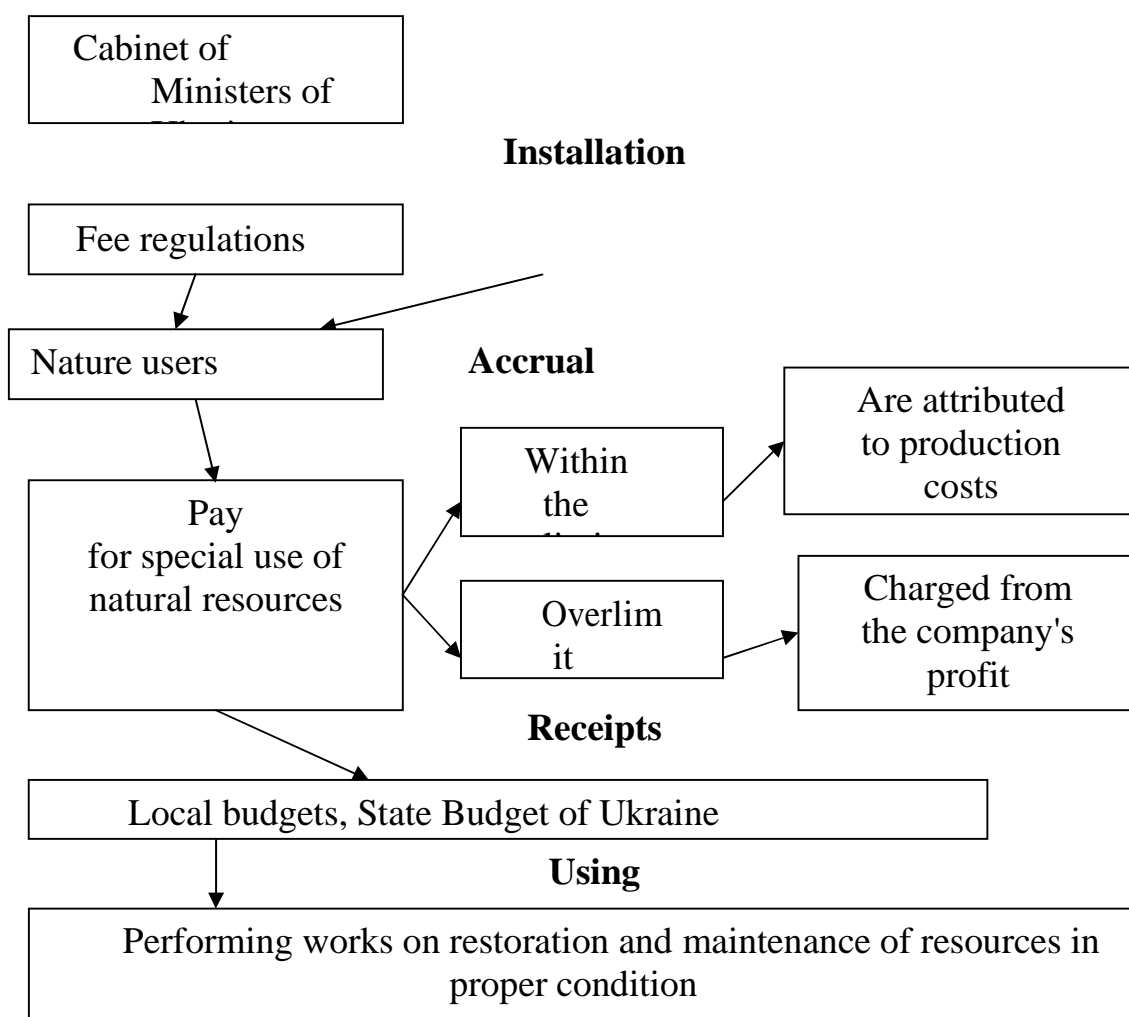 Cabinet of
Ministers of
Installation
Fee regulations
Nature users
Accrual
Are attributed
to production
costs
Within
the
Pay
for special use of
natural resources
Overlim
it
Charged from
the company's
profit
Receipts
Local budgets, State Budget of Ukraine
Using
Performing works on restoration and maintenance of resources in
proper condition